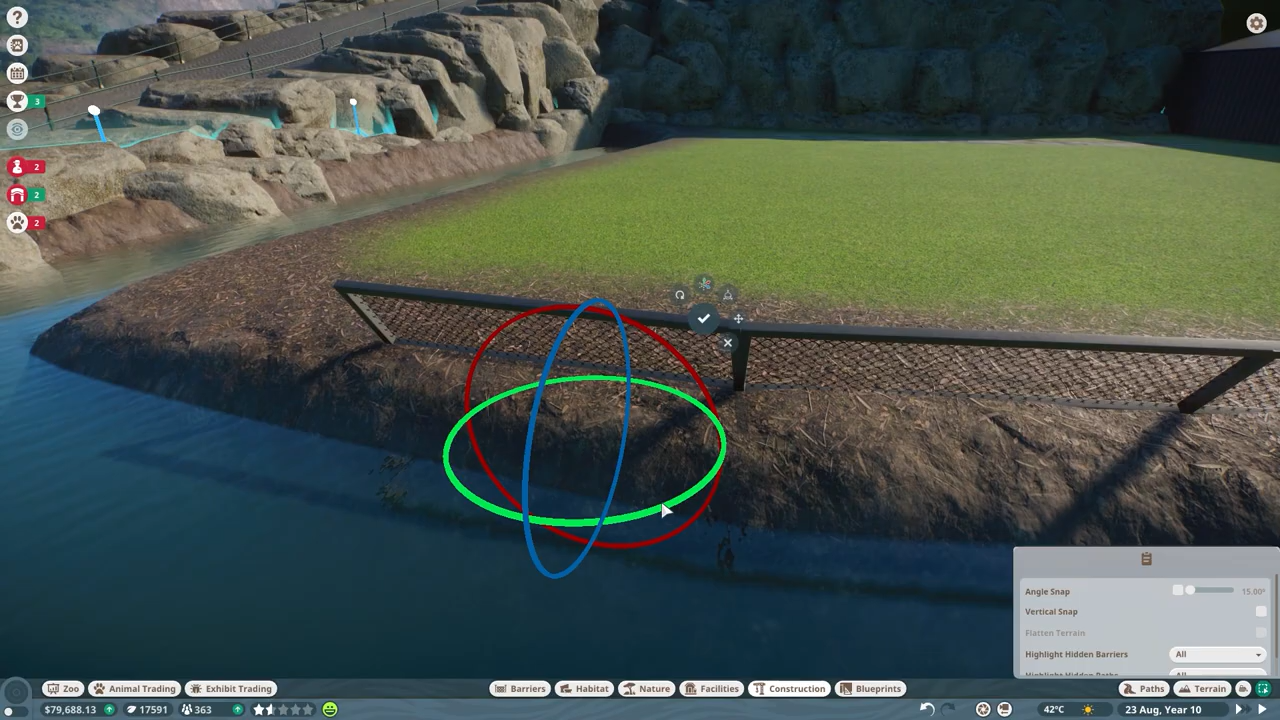 ?
3
2
2
2
Angle Snap 15.00°
Vertical Snap
Flatten Terrain
Highlight Hidden Barriers All
Zoo Animal Trading Exhibit Trading Barriers Habitat Nature Facilities Construction Blueprints Paths Terrain
$79,688.13 17591 363 42°C 23 Aug, Year 10